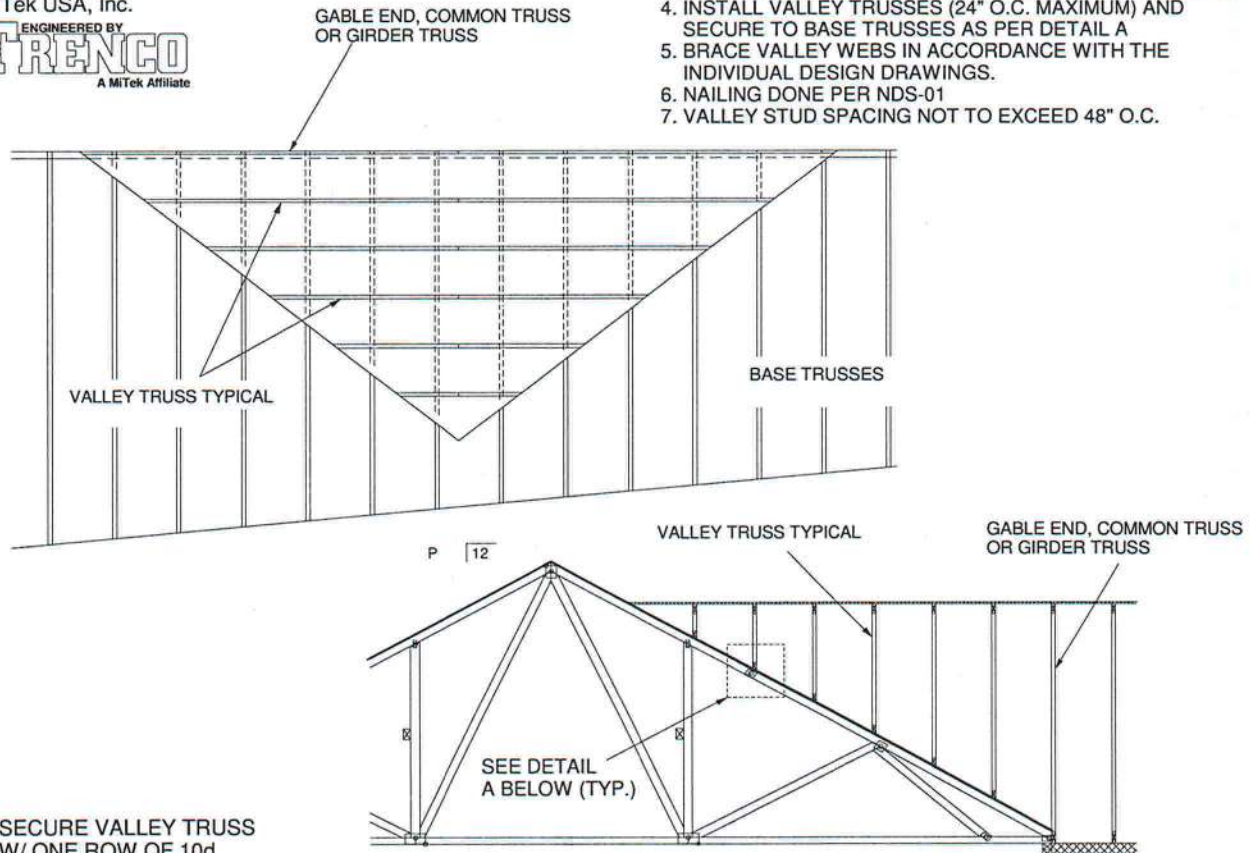 Tek USA, Inc.
ENGINEERED BY
TRENCO
A MiTek Affiliate
GABLE END, COMMON TRUSS
OR GIRDER TRUSS
4. INSTALL VALLEY TRUSSES (24" O.C. MAXIMUM) AND
SECURE TO BASE TRUSSES AS PER DETAIL A
5. BRACE VALLEY WEBS IN ACCORDANCE WITH THE
INDIVIDUAL DESIGN DRAWINGS.
6. NAILING DONE PER NDS-01
7. VALLEY STUD SPACING NOT TO EXCEED 48" O.C.
VALLEY TRUSS TYPICAL
BASE TRUSSES
P 12
VALLEY TRUSS TYPICAL
GABLE END, COMMON TRUSS
OR GIRDER TRUSS
SEE DETAIL
A BELOW (TYP.)
SECURE VALLEY TRUSS
W/ ONE ROW OF 10d